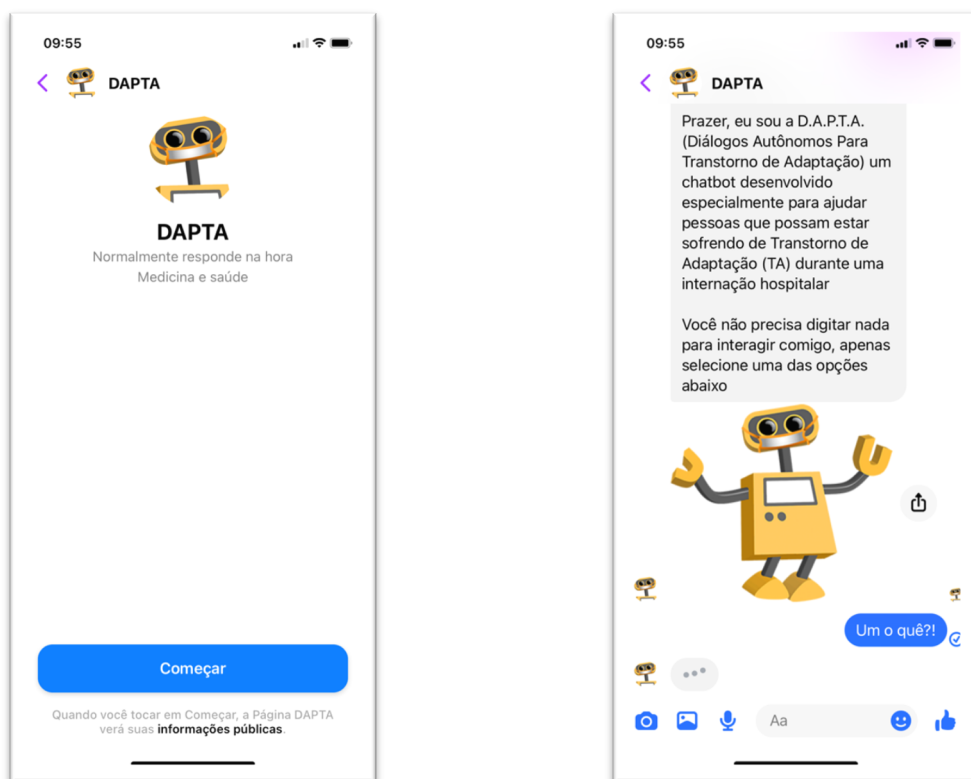 09:55
DAPTA
DAPTA
Normalmente responde na hora
Medicina e saúde
Começar
Quando você tocar em Começar, a Página DAPTA
verá suas informações públicas.
09:55
DAPTA
Prazer, eu sou a D.A.P.T.A.
(Diálogos Autônomos Para
Transtorno de Adaptação) um
chatbot desenvolvido
especialmente para ajudar
pessoas que possam estar
sofrendo de Transtorno de
Adaptação (TA) durante uma
internação hospitalar
Você não precisa digitar nada
para interagir comigo, apenas
selecione uma das opções
abaixo
Um o quê?!
Aa